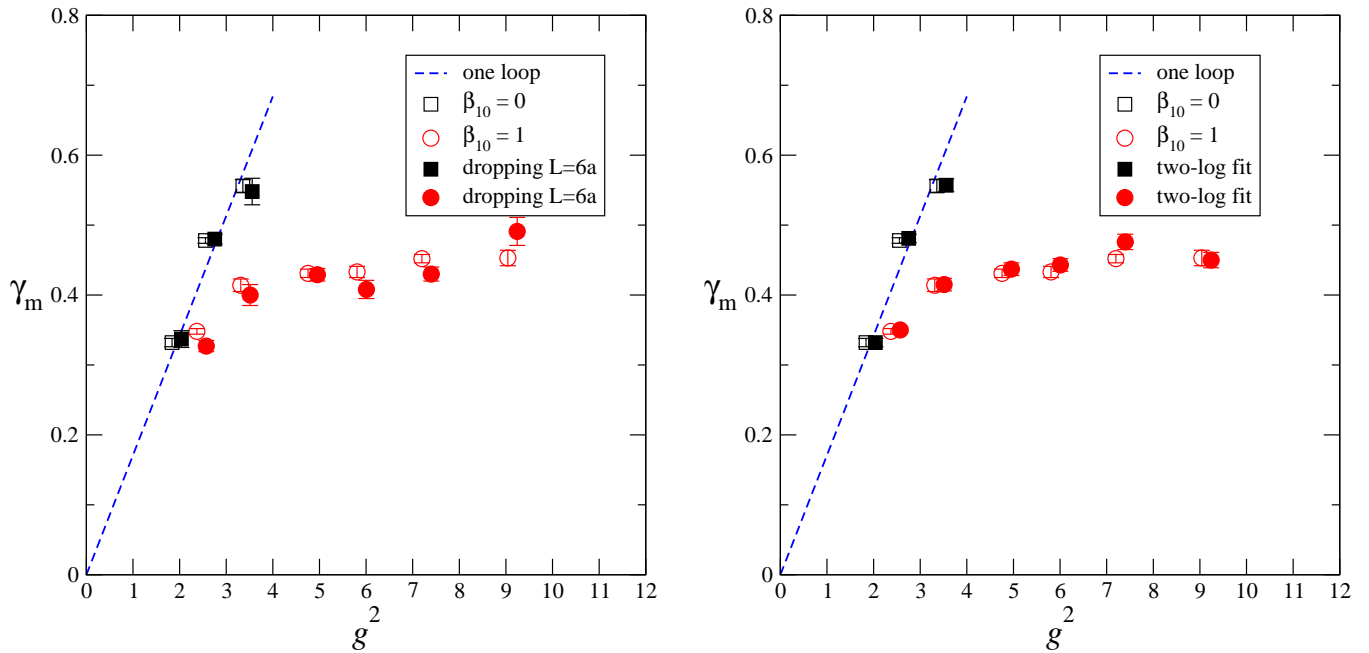 0.8
one loop
β10 = 0
β10 = 1
dropping L=6a
dropping L=6a
0.6
γm
0.4
0.2
0
0 1 2 3 4 5 6 7 8 9 10 11 12
g2
0.8
one loop
β10 = 0
β10 = 1
two-log fit
two-log fit
0.6
γm
0.4
0.2
0
0 1 2 3 4 5 6 7 8 9 10 11 12
g2